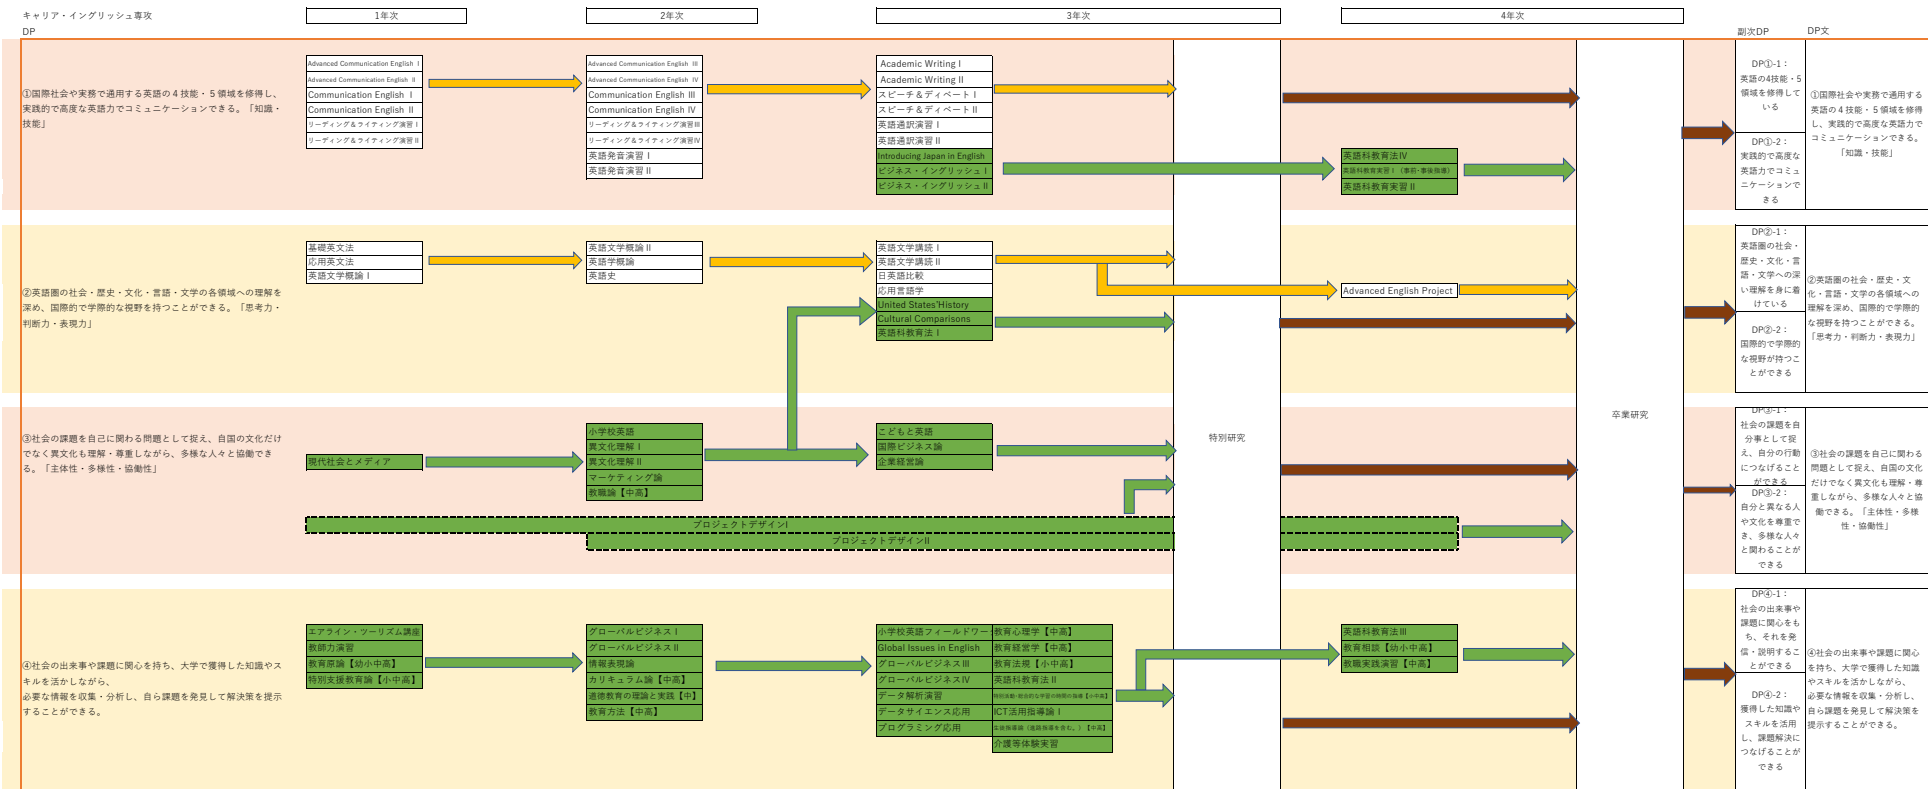 キャリア・イングリッシュ専攻
1年次
2年次
3年次
4年次
DP
副次DP
DP文
①国際社会や実務で通用する英語の4技能・5領域を修得し、
実践的で高度な英語力でコミュニケーションできる。「知識・
技能」
Advanced Communication English Ⅰ
Advanced Communication English Ⅱ
Communication English Ⅰ
Communication English Ⅱ
リーディング＆ライティング演習Ⅰ
リーディング＆ライティング演習Ⅱ
Advanced Communication English Ⅲ
Advanced Communication English Ⅳ
Communication English Ⅲ
Communication English Ⅳ
リーディング＆ライティング演習Ⅲ
リーディング＆ライティング演習Ⅳ
英語発音演習Ⅰ
英語発音演習Ⅱ
Academic Writing Ⅰ
Academic Writing Ⅱ
スピーチ＆ディベートⅠ
スピーチ＆ディベートⅡ
英語通訳演習Ⅰ
英語通訳演習Ⅱ
Introducing Japan in English
ビジネス・イングリッシュⅠ
ビジネス・イングリッシュⅡ
英語科教育法Ⅳ
英語科教育実習Ⅰ（事前・事後指導）
英語科教育実習Ⅱ
DP①-1：
英語の4技能・5
領域を修得して
いる
DP①-2：
実践的で高度な
英語力でコミュ
ニケーションで
きる
①国際社会や実務で通用する
英語の4技能・5領域を修得
し、実践的で高度な英語力で
コミュニケーションできる。
「知識・技能」
②英語圏の社会・歴史・文化・言語・文学の各領域への理解を
深め、国際的で学際的な視野を持つことができる。「思考力・
判断力・表現力」
基礎英文法
応用英文法
英語文学概論Ⅰ
英語文学概論Ⅱ
英語学概論
英語史
英語文学講読Ⅰ
英語文学講読Ⅱ
日英語比較
応用言語学
United States'History
Cultural Comparisons
英語科教育法Ⅰ
Advanced English Project
DP②-1：
英語圏の社会・
歴史・文化・言
語・文学への深
い理解を身に着
けている
DP②-2：
国際的で学際的
な視野が持つこ
とができる
②英語圏の社会・歴史・文
化・言語・文学の各領域への
理解を深め、国際的で学際的
な視野を持つことができる。
「思考力・判断力・表現力」
③社会の課題を自己に関わる問題として捉え、自国の文化だけ
でなく異文化も理解・尊重しながら、多様な人々と協働でき
る。「主体性・多様性・協働性」
現代社会とメディア
小学校英語
異文化理解Ⅰ
異文化理解Ⅱ
マーケティング論
教職論【中高】
こどもと英語
国際ビジネス論
企業経営論
プロジェクトデザインⅠ
プロジェクトデザインⅡ
特別研究
卒業研究
DP③-1：
社会の課題を自
分事として捉
え、自分の行動
につなげること
ができる
DP③-2：
自分と異なる人
や文化を尊重で
き、多様な人々
と関わることが
できる
③社会の課題を自己に関わる
問題として捉え、自国の文化
だけでなく異文化も理解・尊
重しながら、多様な人々と協
働できる。「主体性・多様
性・協働性」
④社会の出来事や課題に関心を持ち、大学で獲得した知識やス
キルを活かしながら、
必要な情報を収集・分析し、自ら課題を発見して解決策を提示
することができる。
エアライン・ツーリズム講座
教師力演習
教育原論【幼小中高】
特別支援教育論【小中高】
グローバルビジネスⅠ
グローバルビジネスⅡ
情報表現論
カリキュラム論【中高】
道徳教育の理論と実践【中】
教育方法【中高】
小学校英語フィールドワー
Global Issues in English
グローバルビジネスⅢ
グローバルビジネスⅣ
データ解析演習
データサイエンス応用
プログラミング応用
教育心理学【中高】
教育経営学【中高】
教育法規【小中高】
英語科教育法Ⅱ
特別活動・総合的な学習の時間の指導【小中高】
ICT活用指導論Ⅰ
生徒指導論（進路指導を含む。）【中高】
介護等体験実習
英語科教育法Ⅲ
教育相談【幼小中高】
教職実践演習【中高】
DP④-1：
社会の出来事や
課題に関心をも
ち、それを発
信・説明するこ
とができる
DP④-2：
獲得した知識や
スキルを活用
し、課題解決に
つなげることが
できる
④社会の出来事や課題に関心
を持ち、大学で獲得した知識
やスキルを活かしながら、
必要な情報を収集・分析し、
自ら課題を発見して解決策を
提示することができる。